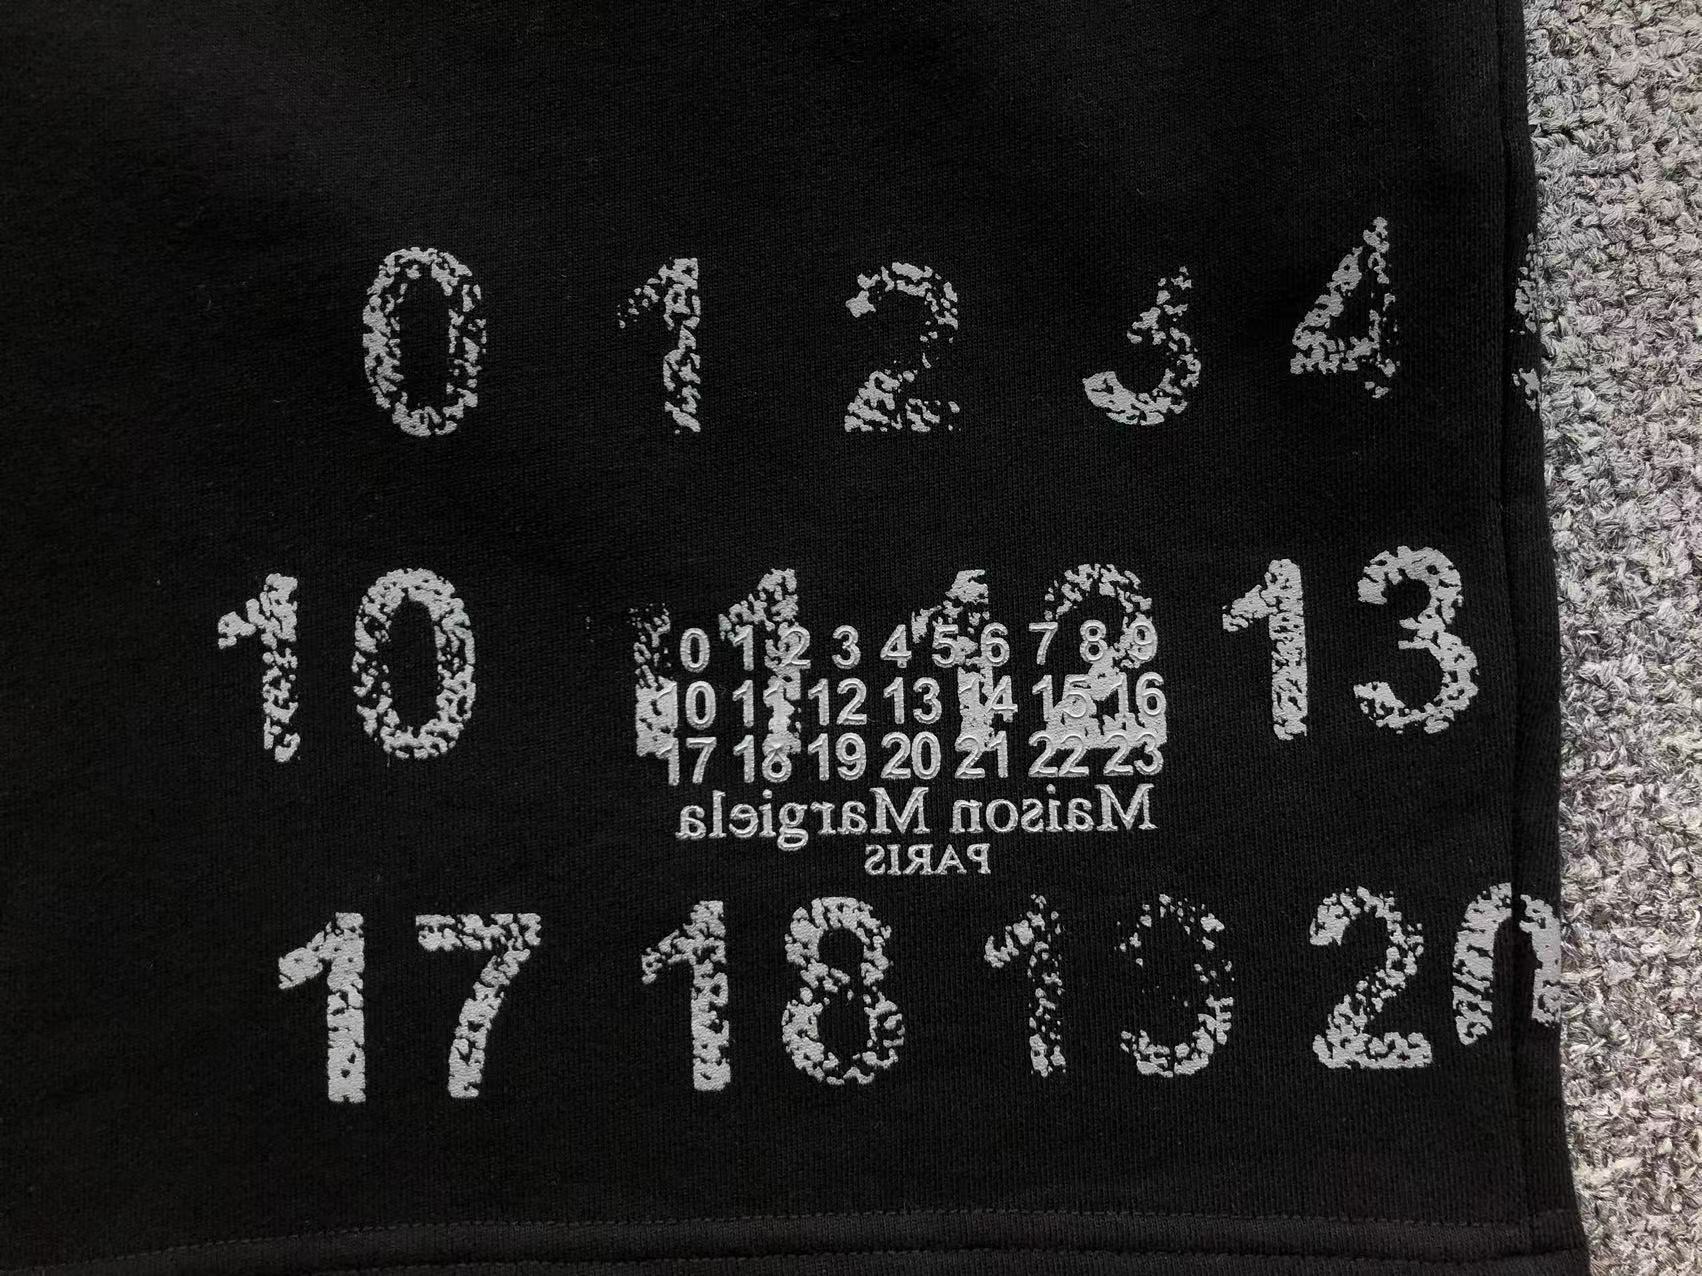 0 1 2 3 4
10 11 12 13
0 1 2 3 4 5 6 7 8 9
10 11 12 13 14 15 16
17 18 19 20 21 22 23
Maison Margiela
PARIS
17 18 19 20